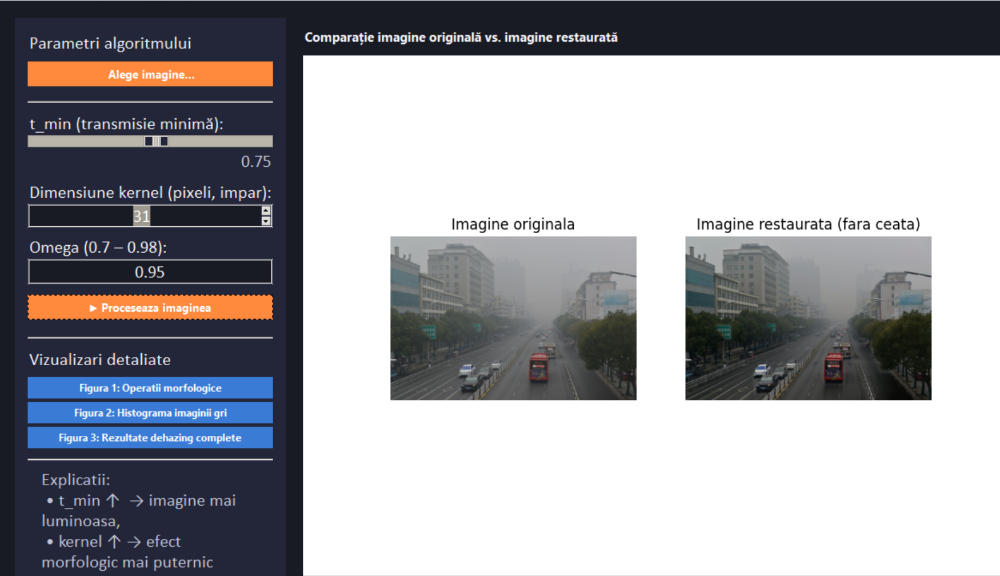 Parametri algoritmului
Alege imagine...
t_min (transmisie minimă):
0.75
Dimensiune kernel (pixeli, impar):
31
Omega (0.7 – 0.98):
0.95
► Proceseaza imaginea
Vizualizari detaliate
Figura 1: Operatii morfologice
Figura 2: Histograma imaginii gri
Figura 3: Rezultate dehazing complete
Explicatii:
• t_min ↑ → imagine mai
luminoasa,
• kernel ↑ → efect
morfologic mai puternic
Comparație imagine originală vs. imagine restaurată
Imagine originala
Imagine restaurata (fara ceata)